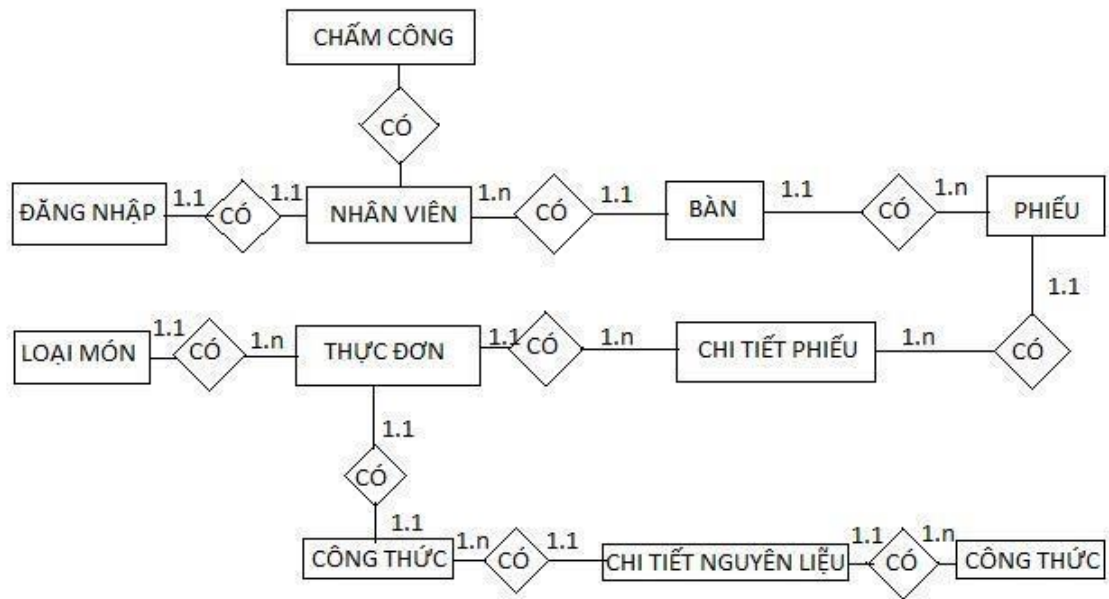 CHẤM CÔNG
CÓ
1.1 1.1 1.n 1.1 1.1 1.n
ĐĂNG NHẬP CÓ NHÂN VIÊN CÓ BÀN CÓ PHIẾU
1.1
1.1 1.n 1.1 1.n 1.n
LOẠI MÓN CÓ THỰC ĐƠN CÓ CHI TIẾT PHIẾU CÓ
1.1
CÓ
1.1 1.n 1.1 1.1 1.n
CÔNG THỨC CÓ CHI TIẾT NGUYÊN LIỆU CÓ CÔNG THỨC